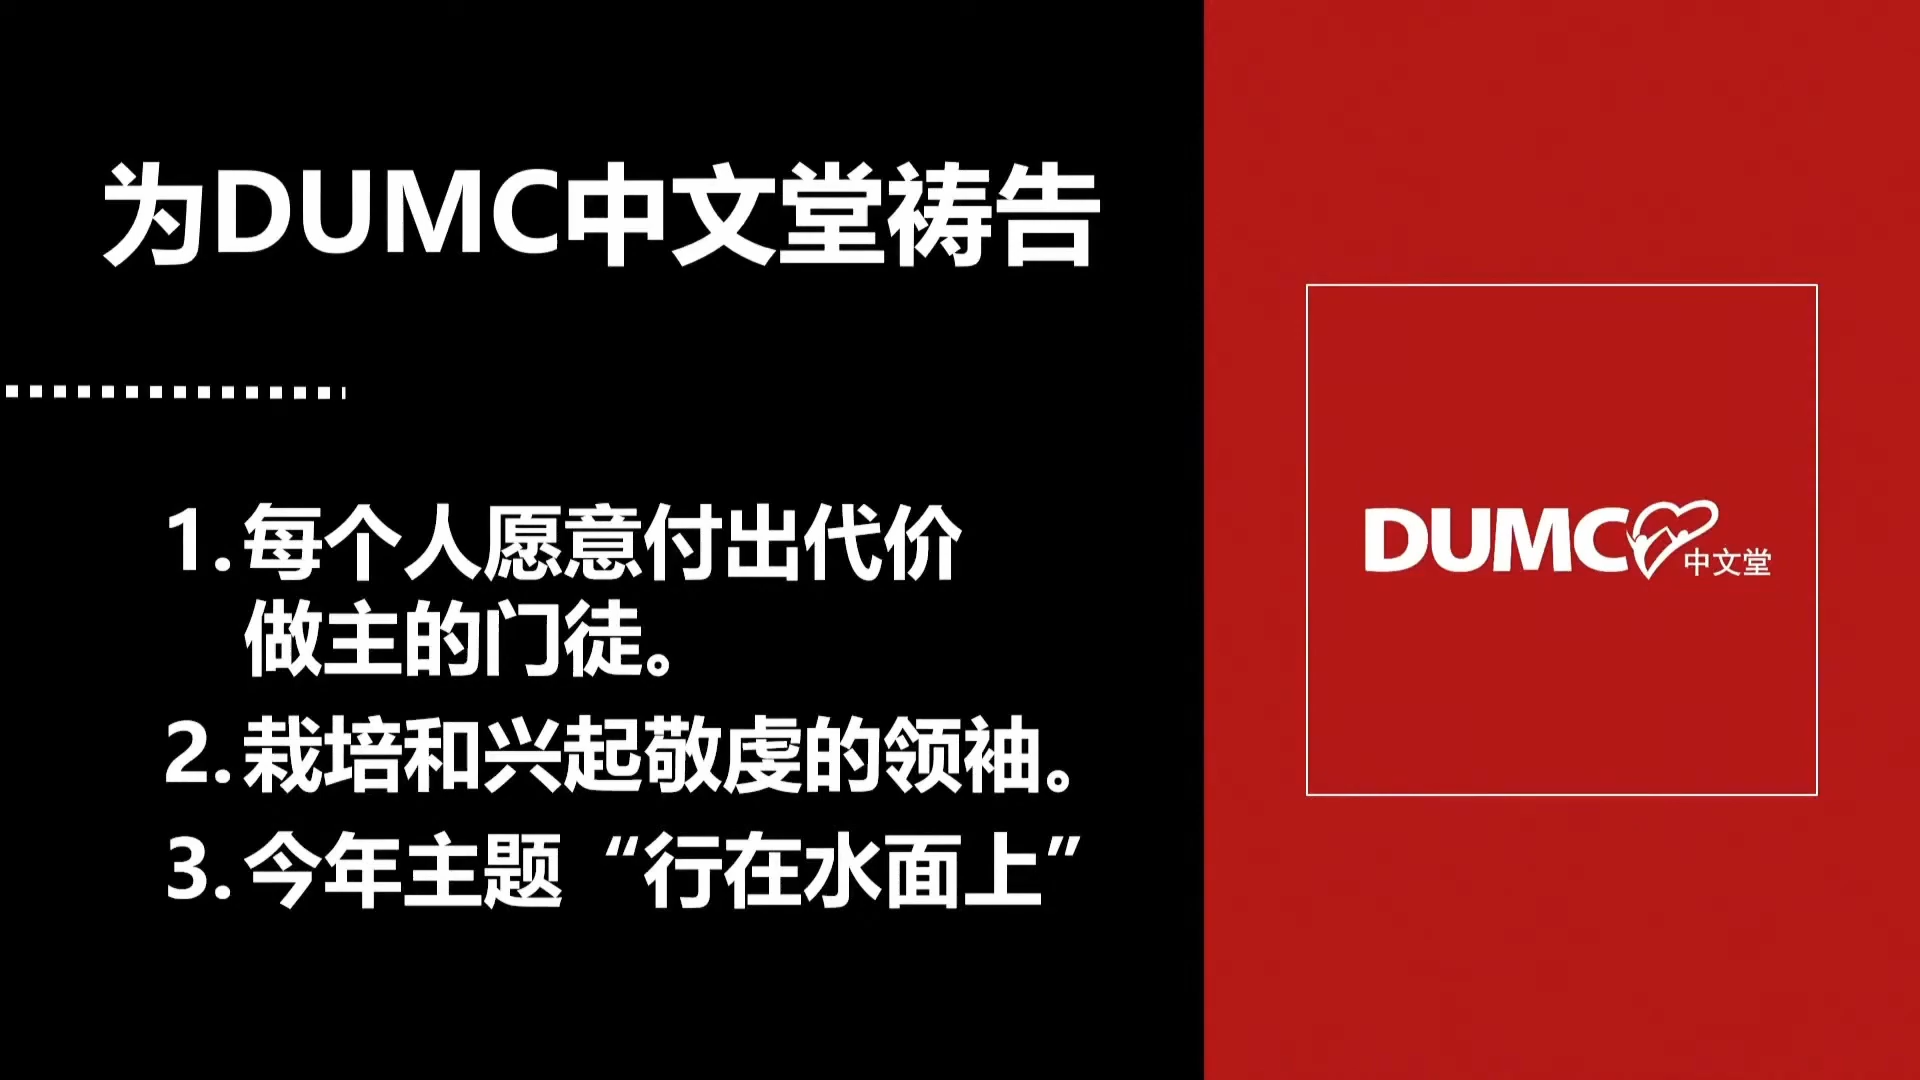 为DUMC中文堂祷告
1. 每个人愿意付出代价
做主的门徒。
2. 栽培和兴起敬虔的领袖。
3. 今年主题“行在水面上”
DUMC 中文堂